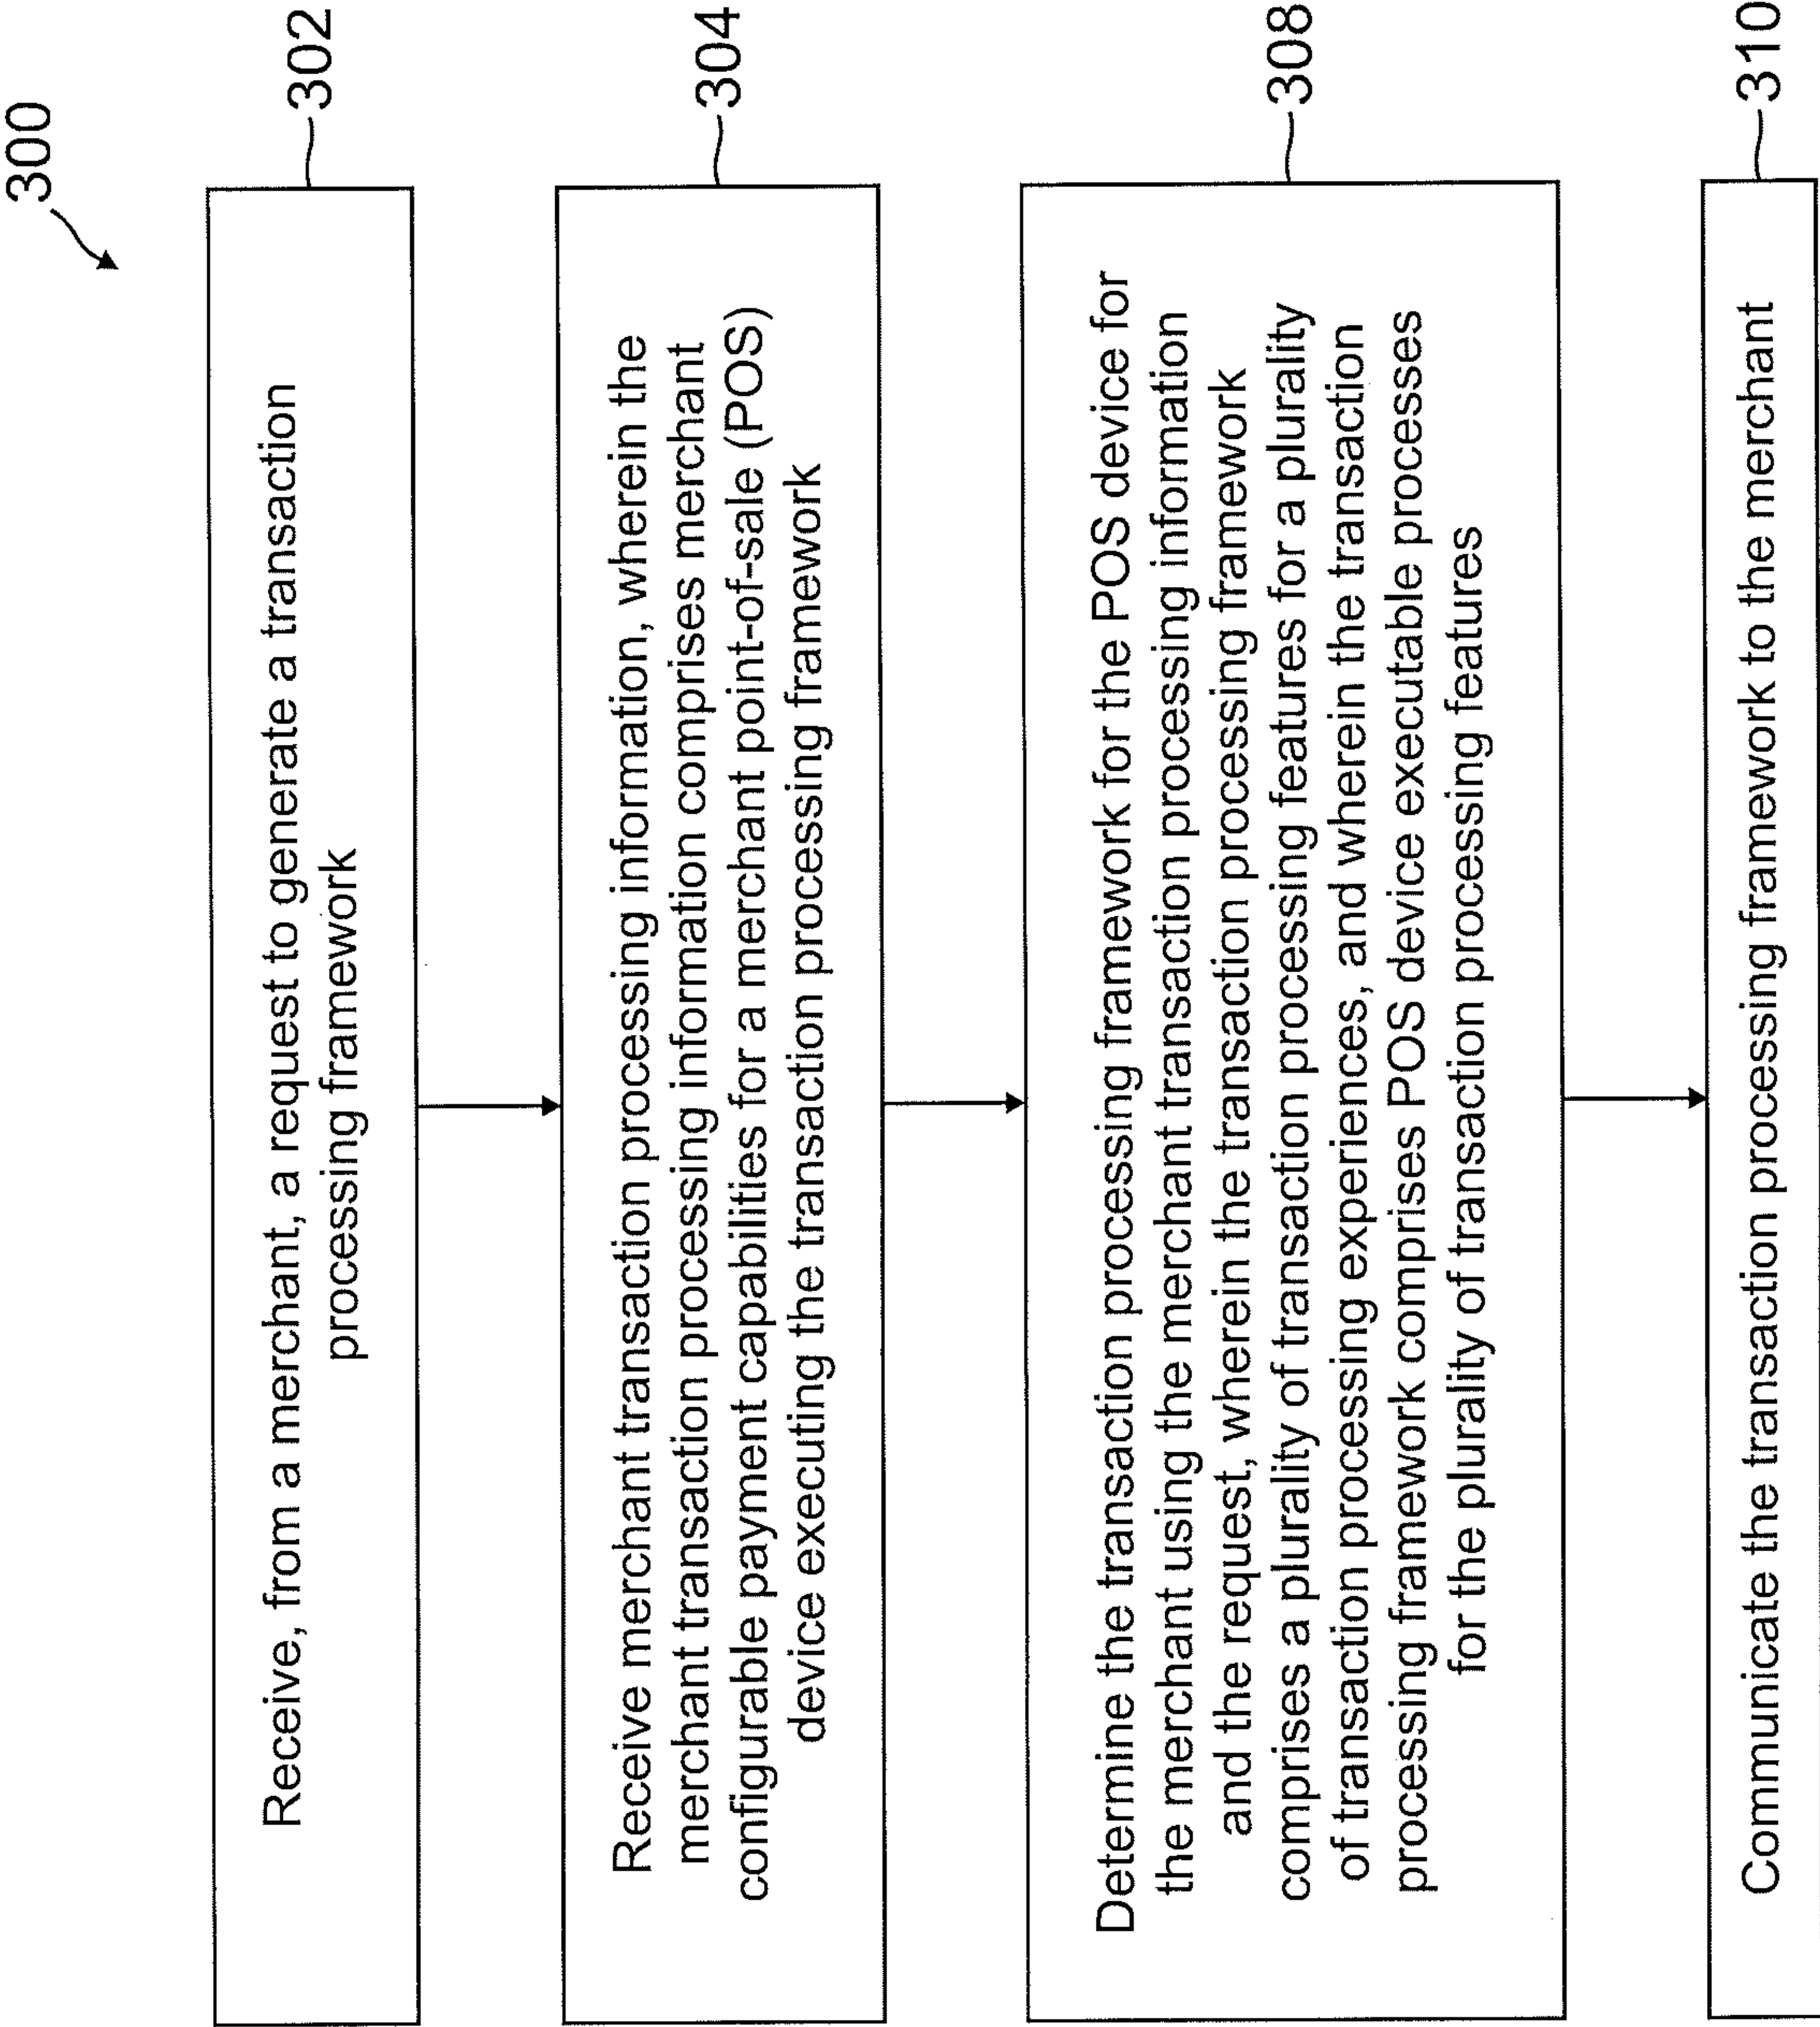 300
Receive, from a merchant, a request to generate a transaction
processing framework
302
Receive merchant transaction processing information, wherein the
merchant transaction processing information comprises merchant
configurable payment capabilities for a merchant point-of-sale (POS)
device executing the transaction processing framework
304
Determine the transaction processing framework for the POS device for
the merchant using the merchant transaction processing information
and the request, wherein the transaction processing framework
comprises a plurality of transaction processing features for a plurality
of transaction processing experiences, and wherein the transaction
processing framework comprises POS device executable processes
for the plurality of transaction processing features
308
Communicate the transaction processing framework to the merchant
310